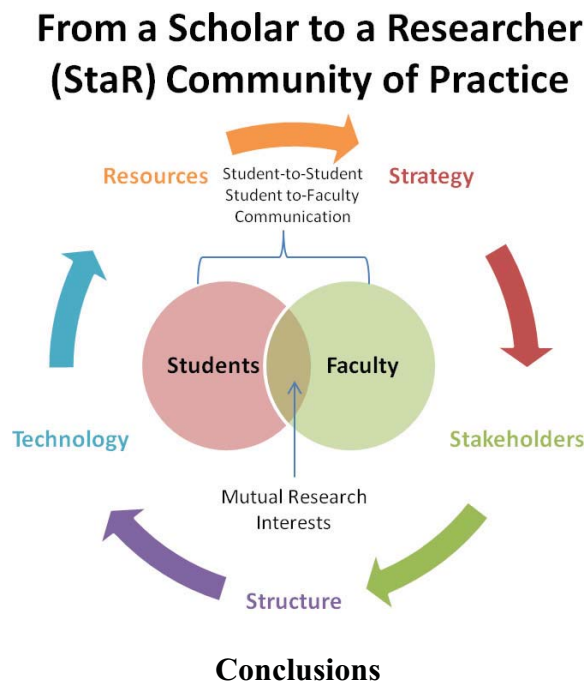 From a Scholar to a Researcher
(StaR) Community of Practice
Resources
Student-to-Student
Student to-Faculty
Communication
Strategy
Students
Faculty
Technology
Stakeholders
Mutual Research
Interests
Structure
Conclusions